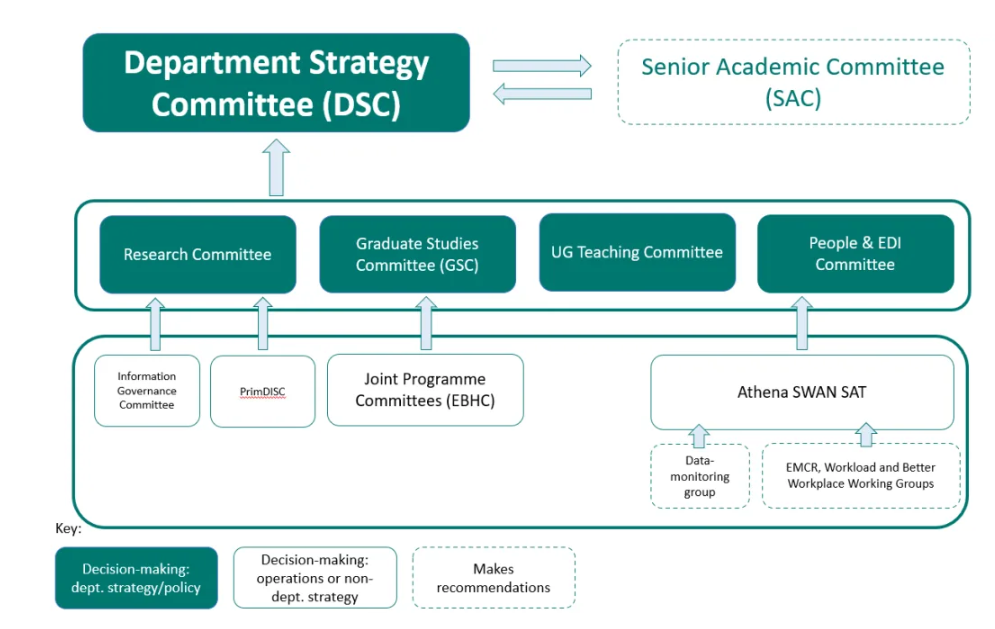 Department Strategy
Committee (DSC)
Senior Academic Committee
(SAC)
Research Committee
Graduate Studies
Committee (GSC)
UG Teaching Committee
People & EDI
Committee
Information
Governance
Committee
PrimDISC
Joint Programme
Committees (EBHC)
Athena SWAN SAT
Data-
monitoring
group
EMCR, Workload and Better
Workplace Working Groups
Key:
Decision-making:
dept. strategy/policy
Decision-making:
operations or non-
dept. strategy
Makes
recommendations